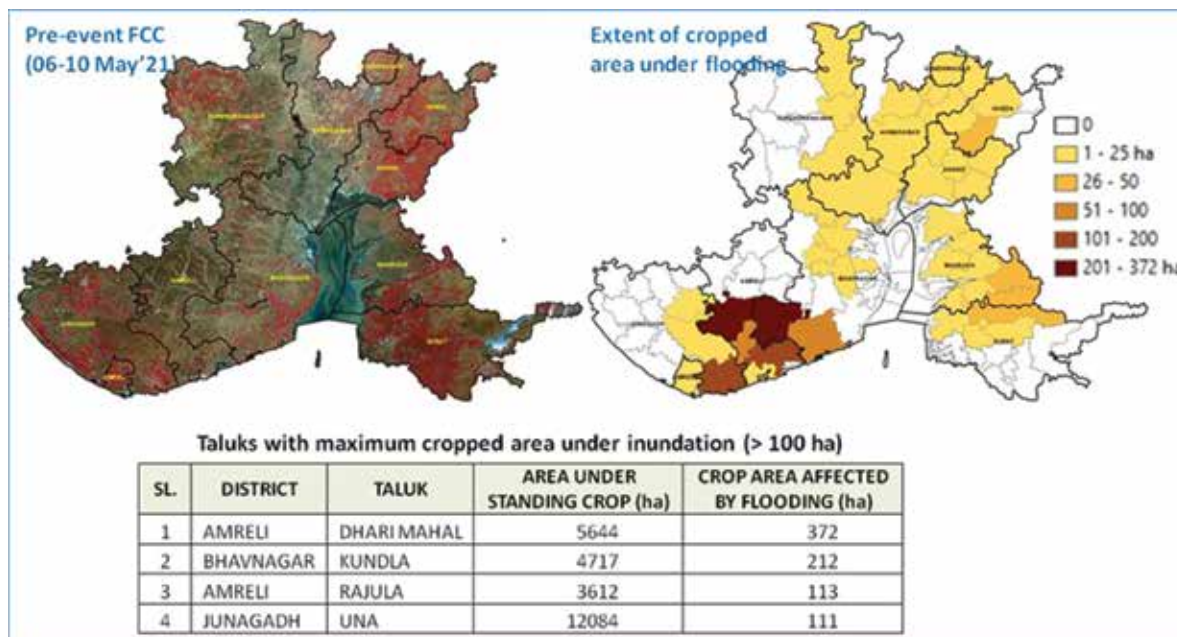 Pre-event FCC
(06-10 May'21)
Extent of cropped
area under flooding
0
1 - 25 ha
26 - 50
51 - 100
101 - 200
201 - 372 ha
Taluks with maximum cropped area under inundation (> 100 ha)
SL. DISTRICT TALUK AREA UNDER STANDING CROP (ha) CROP AREA AFFECTED BY FLOODING (ha)
1 AMRELI DHARI MAHAL 5644 372
2 BHAVNAGAR KUNDLA 4717 212
3 AMRELI RAJULA 3612 113
4 JUNAGADH UNA 12084 111